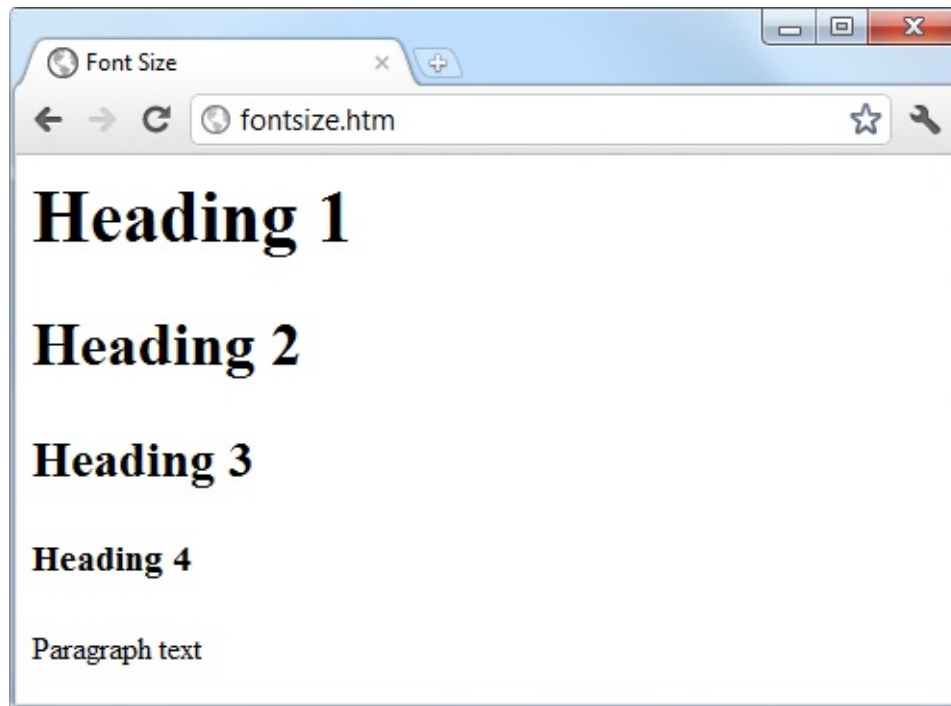 Font Size
fontsize.htm
Heading 1
Heading 2
Heading 3
Heading 4
Paragraph text